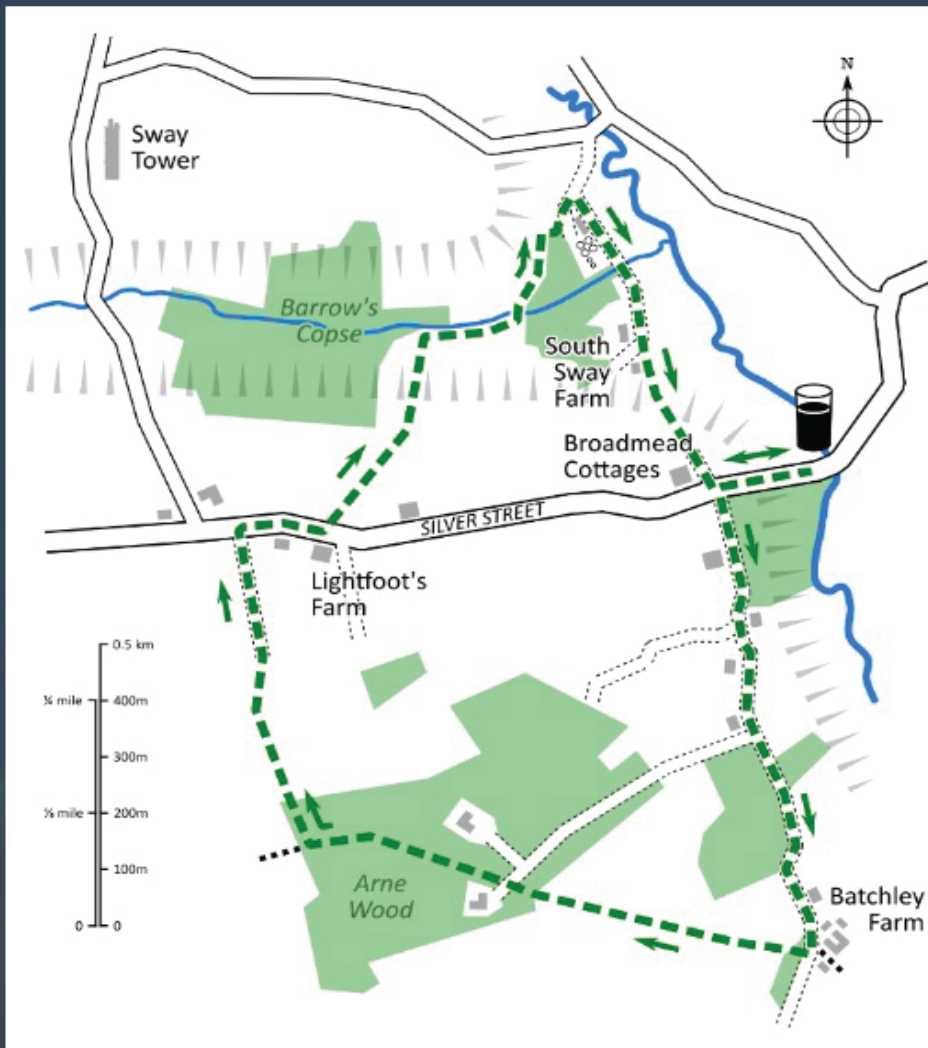 N
Sway
Tower
Barrow's
Copse
South
Sway
Farm
Broadmead
Cottages
SILVER STREET
Lightfoot's
Farm
0.5 km
¼ mile
400m
300m
⅛ mile
200m
100m
0
0
Arne
Wood
Batchley
Farm